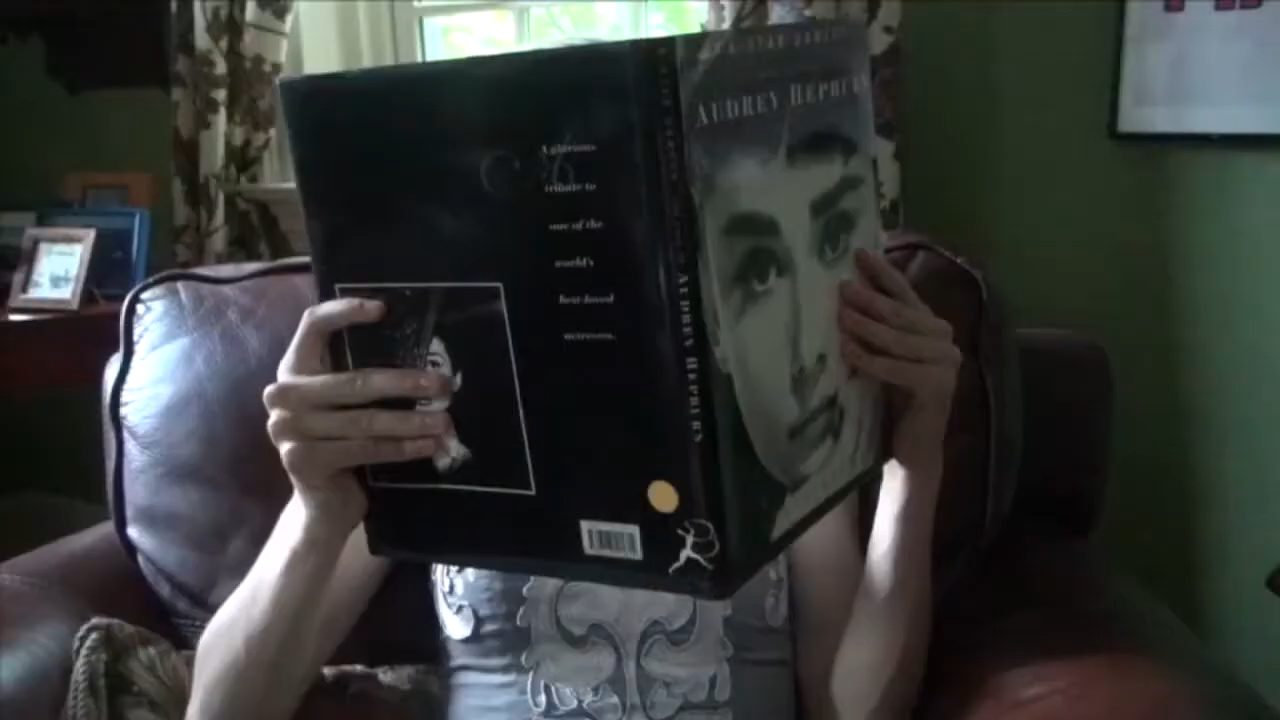 A glorious
tribute to
one of the
world's
best-loved
actresses.
AUDREY HEPBURN
AUDREY HEPBURN